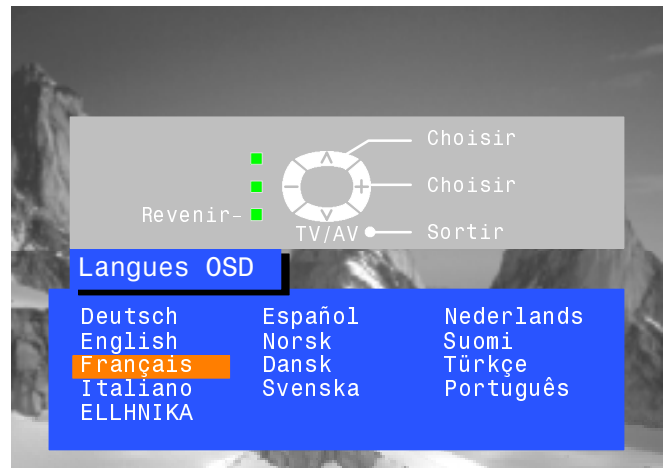 Choisir
Choisir
Revenir-
TV/AV Sortir
Langues OSD
Deutsch Español Nederlands
English Norsk Suomi
Français Dansk Türkçe
Italiano Svenska Português
ELLHNIKA